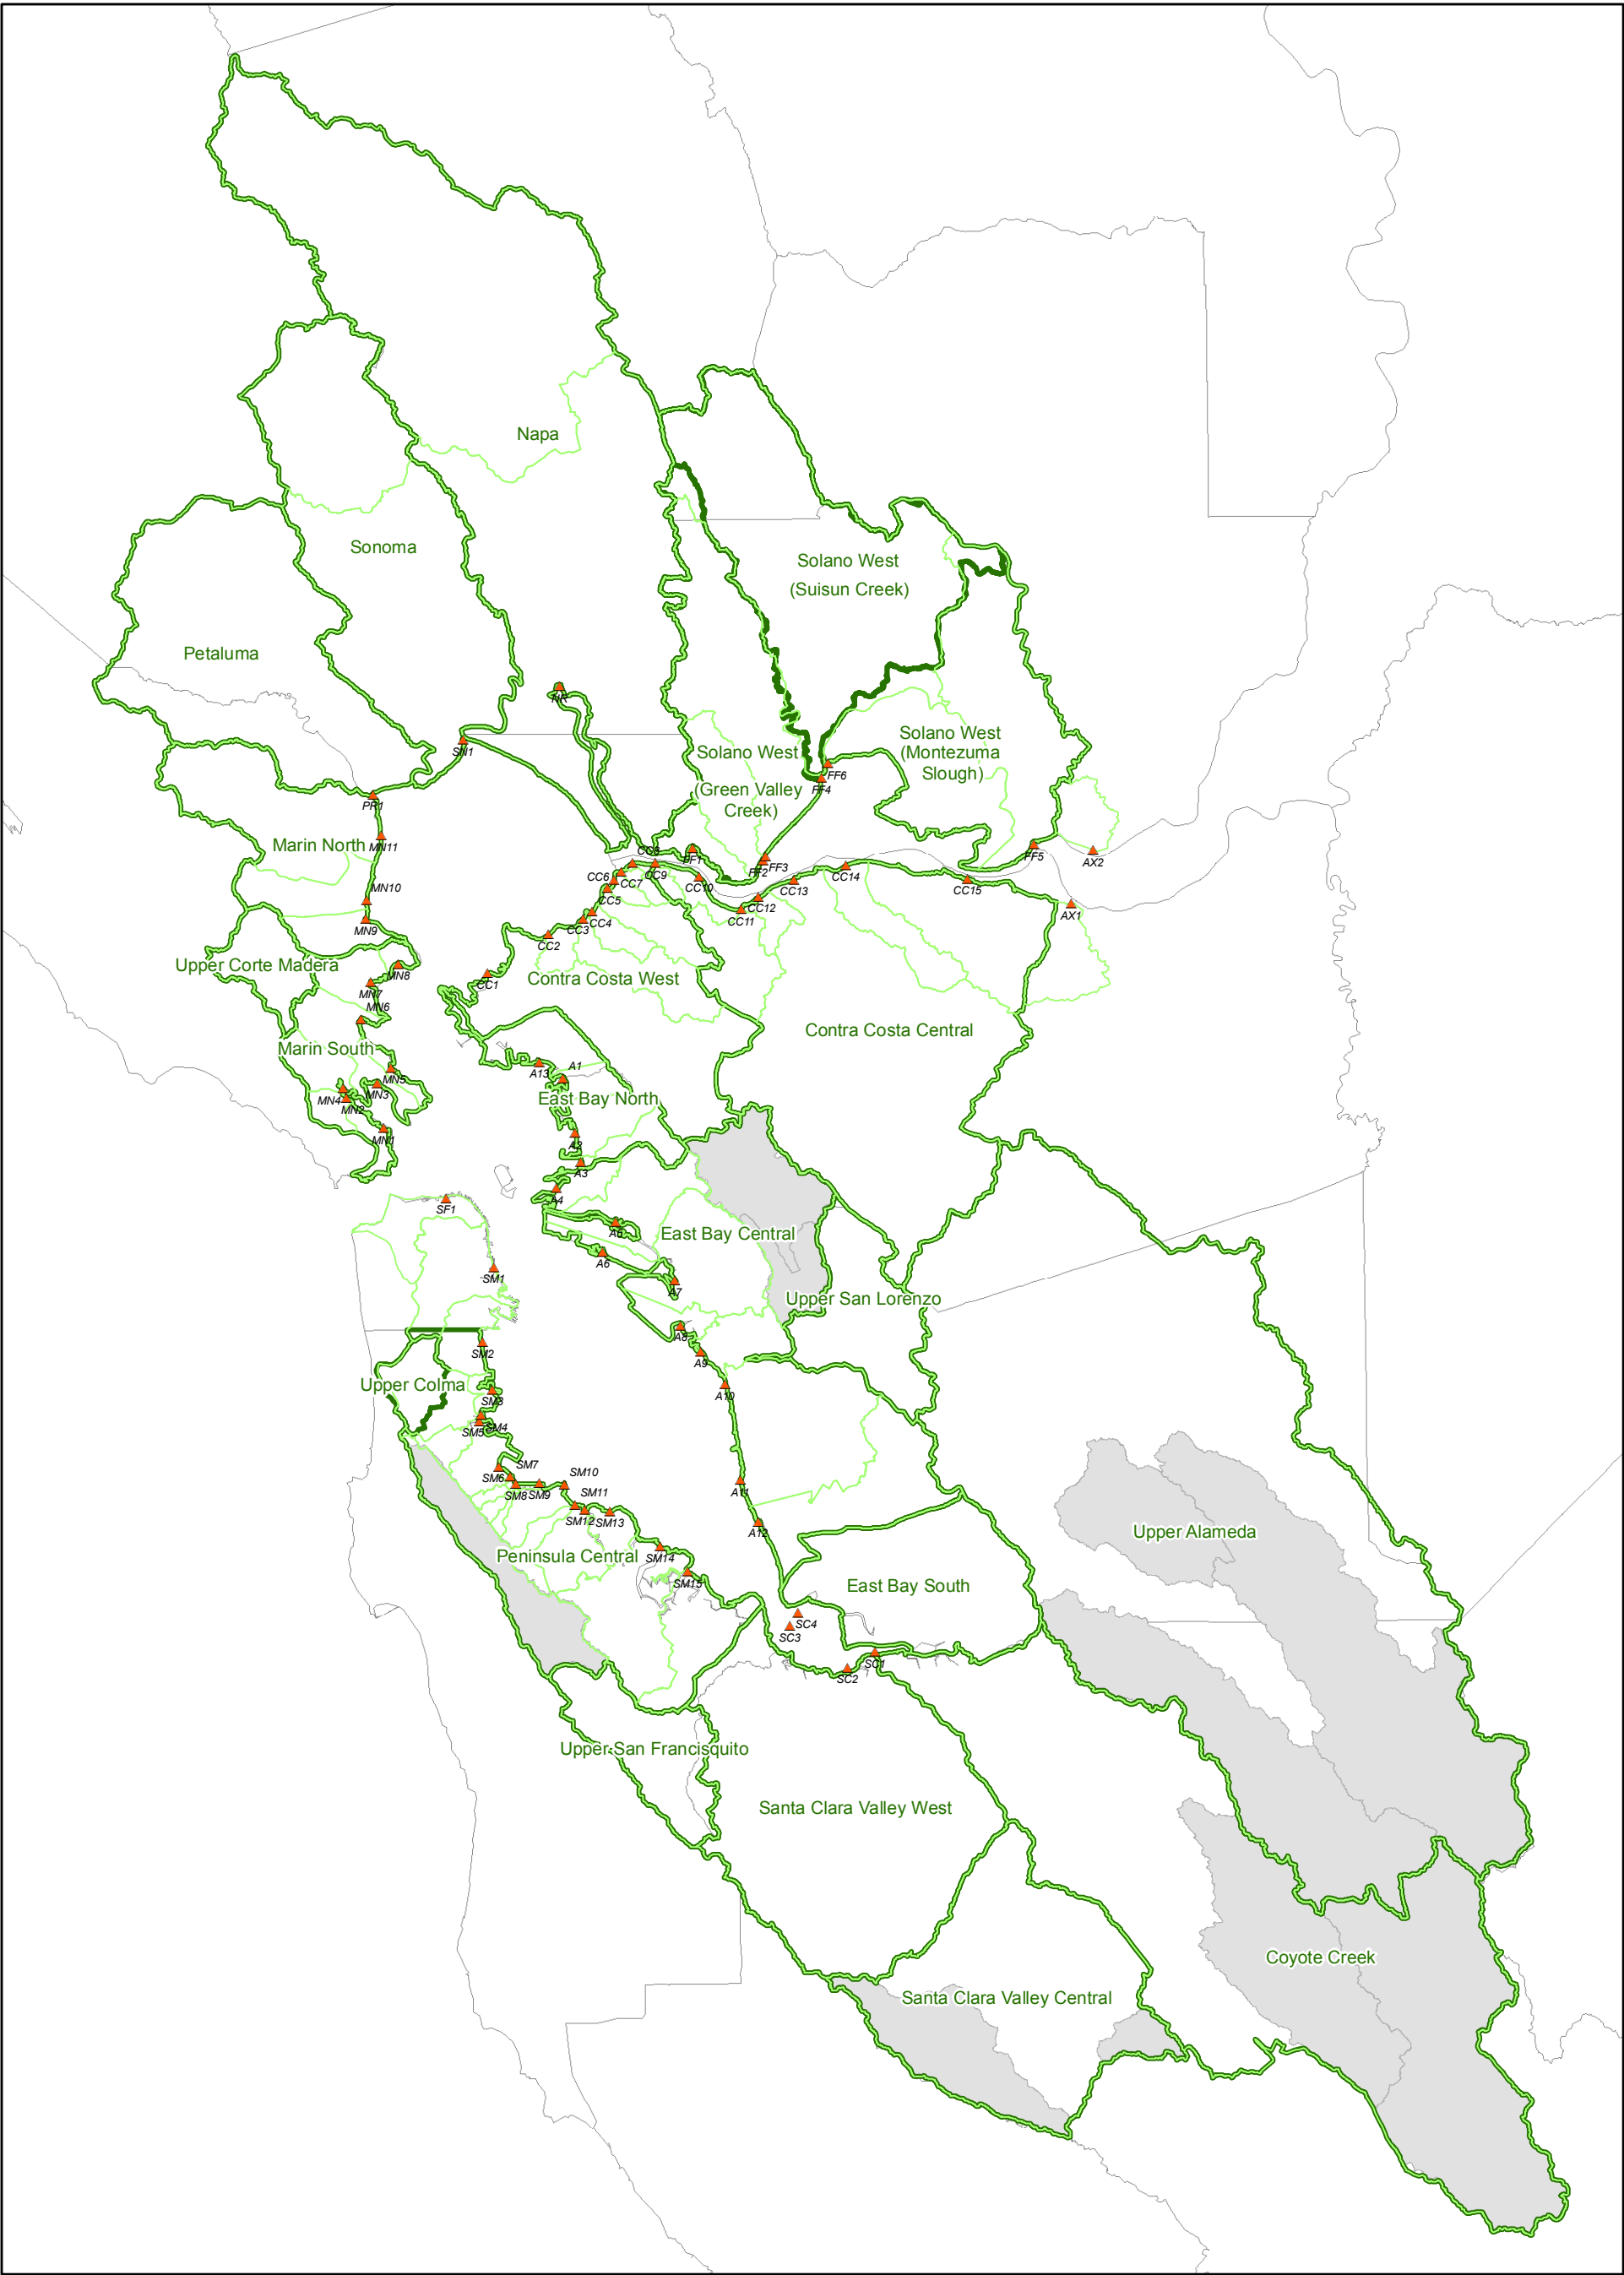 Napa
Sonoma
Solano West
(Suisun Creek)
Petaluma
NR
Solano West
(Montezuma
Slough)
SN1
Solano West
(Green Valley
Creek)
FF6
FF4
PR1
Marin North
MN11
CC8
FF1
FF3
FF2
FF5
AX2
CC6
CC7
CC9
CC10
CC14
CC13
CC15
MN10
CC5
CC12
CC11
AX1
MN9
CC4
CC3
CC2
Upper Corte Madera
MN8
CC1
Contra Costa West
MN7
MN6
Contra Costa Central
Marin South
A13
A1
MN5
MN3
MN4
MN2
East Bay North
MN1
A2
A3
A4
SF1
A5
East Bay Central
A6
SM1
A7
Upper San Lorenzo
A8
SM2
A9
Upper Colma
A10
SM3
SM4
SM5
SM7
SM6
SM10
SM8
SM9
A11
SM11
SM12
SM13
A12
Upper Alameda
Peninsula Central
SM14
SM15
East Bay South
SC4
SC3
SC1
SC2
Upper San Francisquito
Santa Clara Valley West
Coyote Creek
Santa Clara Valley Central